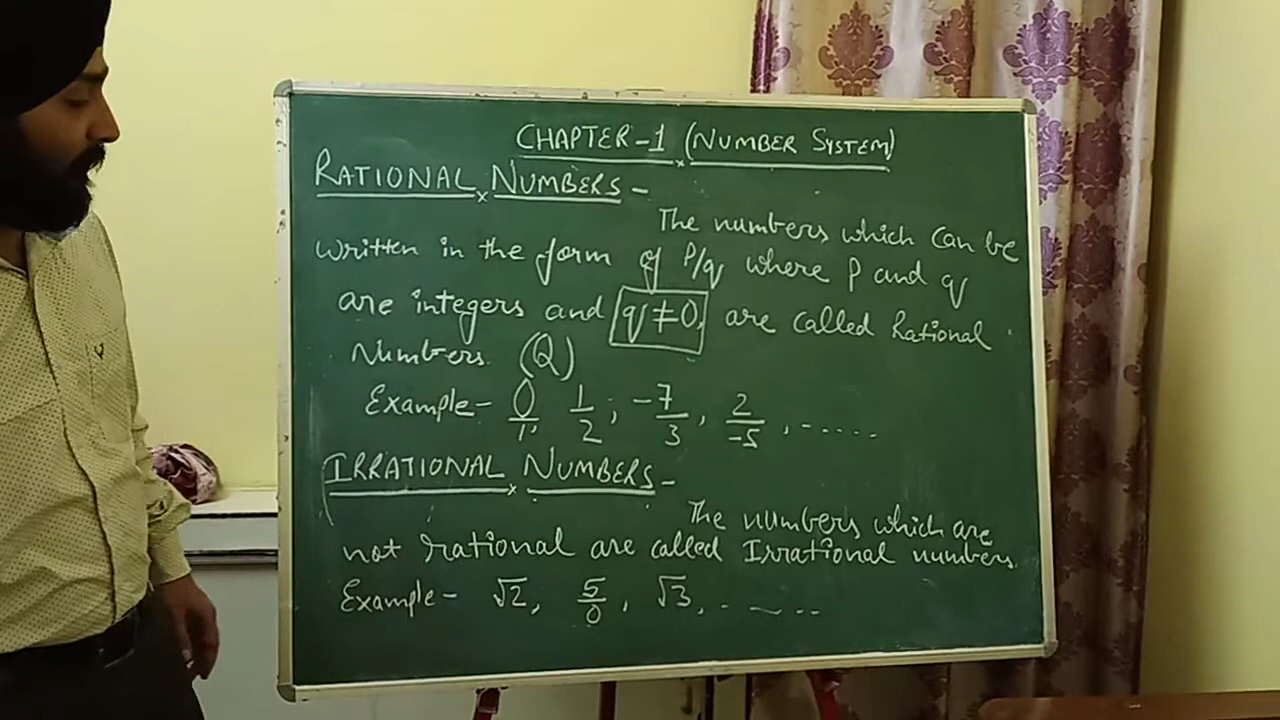 CHAPTER-1 (NUMBER SYSTEM)
RATIONAL NUMBERS -
The numbers which can be
written in the form of P/q where p and q
are integers and q≠0, are called Rational
Numbers. (Q)
Example- 0/1, 1/2, -7/3, 2/-5, -----
IRRATIONAL NUMBERS -
The numbers which are
not rational are called Irrational numbers.
Example- √2, 5/0, √3, - - - -